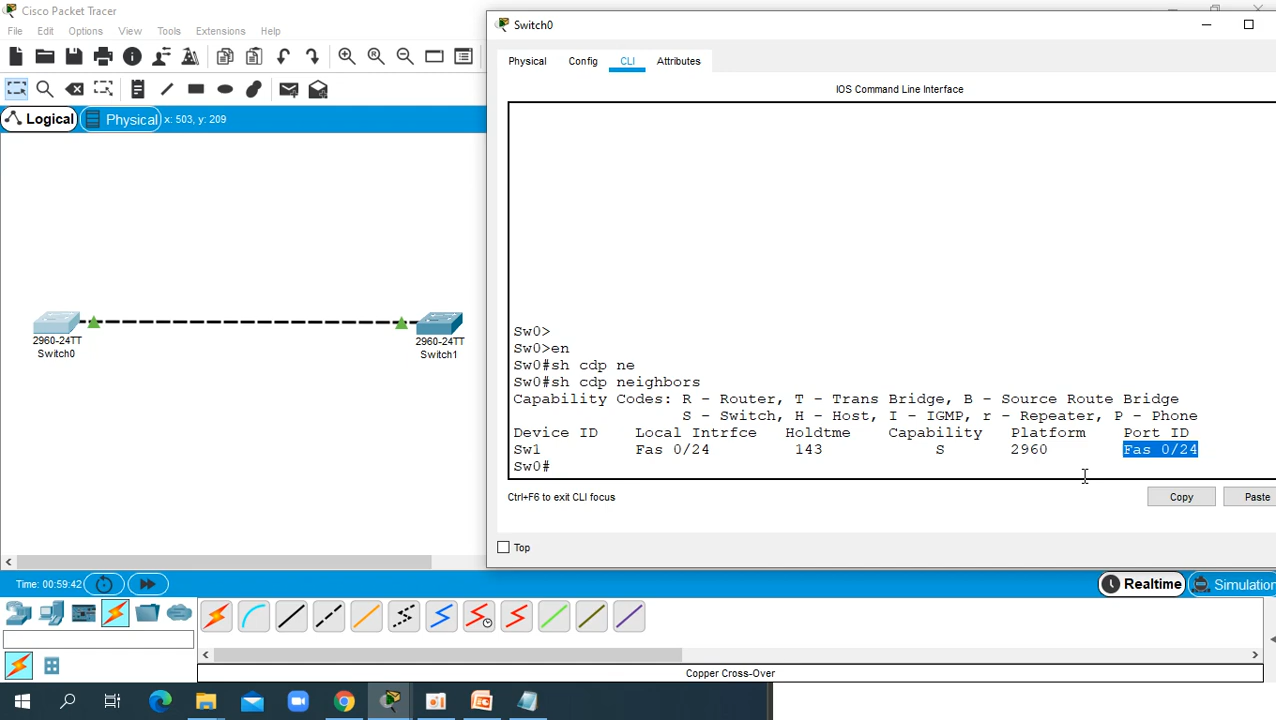 Cisco Packet Tracer
File Edit Options View Tools Extensions Help
Logical Physical x: 503, y: 209
2960-24TT
Switch0
2960-24TT
Switch1
Switch0
Physical Config CLI Attributes
IOS Command Line Interface
Sw0>
Sw0>en
Sw0#sh cdp ne
Sw0#sh cdp neighbors
Capability Codes: R - Router, T - Trans Bridge, B - Source Route Bridge
S - Switch, H - Host, I - IGMP, r - Repeater, P - Phone
Device ID Local Intrfce Holdtme Capability Platform Port ID
Sw1 Fas 0/24 143 S 2960 Fas 0/24
Sw0#
Ctrl+F6 to exit CLI focus
Copy Paste
Top
Time: 00:59:42
Realtime Simulation
Copper Cross-Over